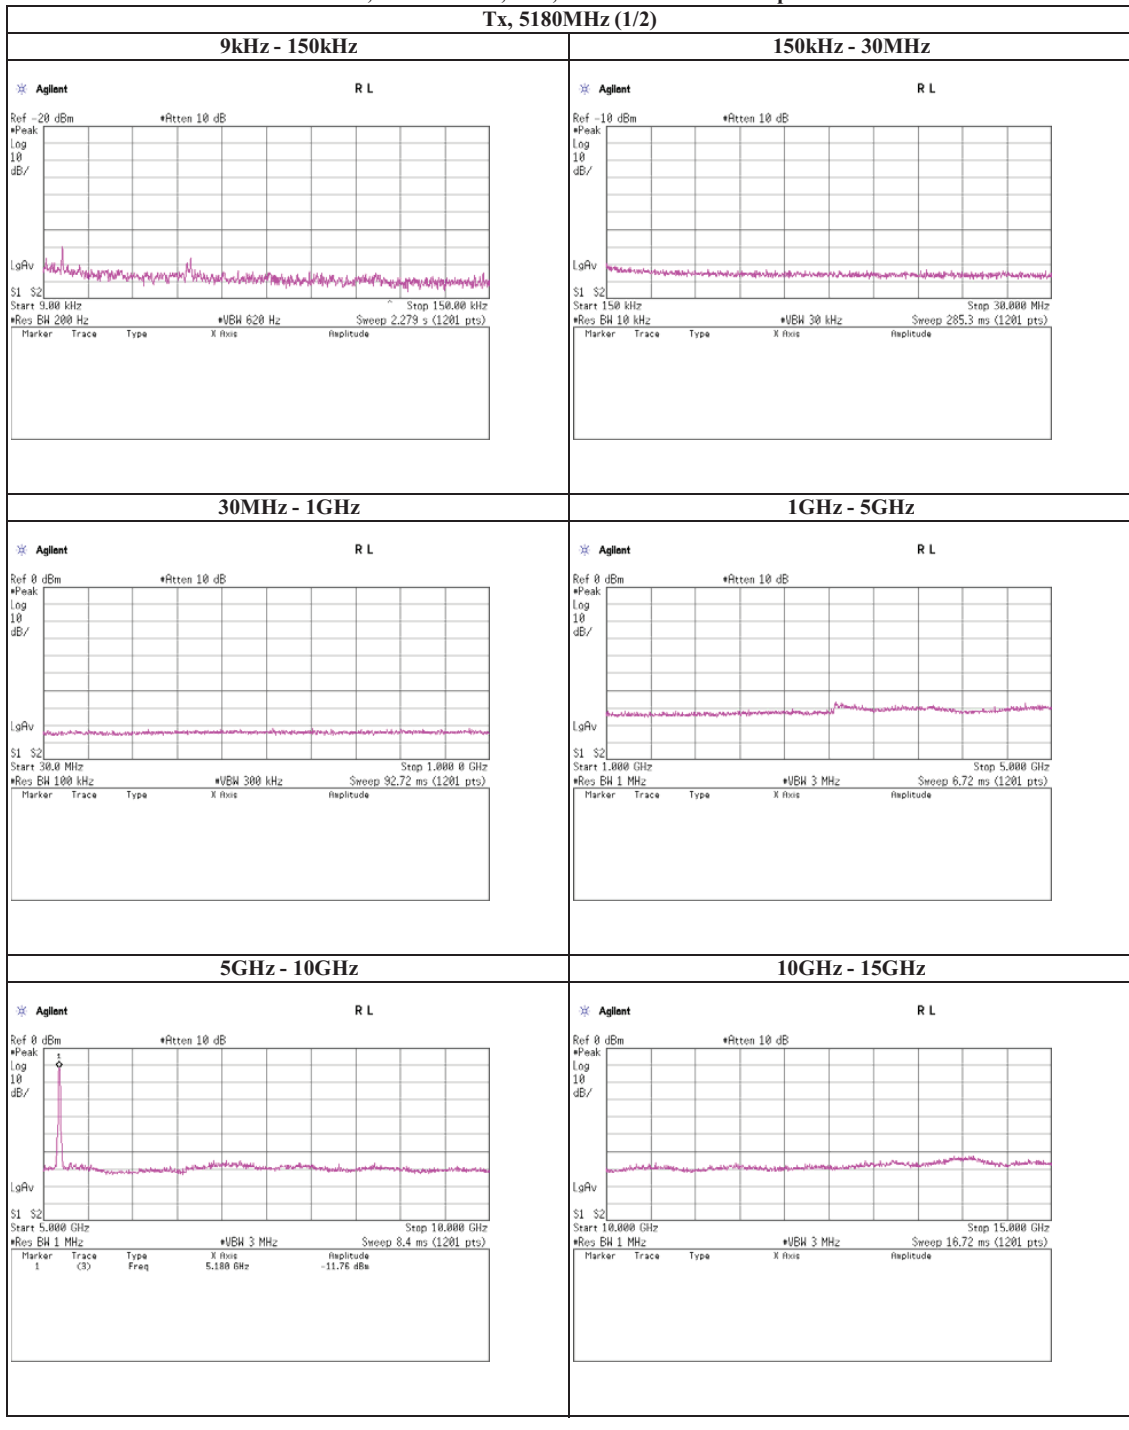 Tx, 5180MHz (1/2)
9kHz - 150kHz
150kHz - 30MHz
Agilent R L
Ref -20 dBm #Atten 10 dB
#Peak
Log
10
dB/
LgAv
S1 S2
Start 9.00 kHz Stop 150.00 kHz
#Res BW 200 Hz #VBW 620 Hz Sweep 2.279 s (1201 pts)
Marker Trace Type X Axis Amplitude
Agilent R L
Ref -10 dBm #Atten 10 dB
#Peak
Log
10
dB/
LgAv
S1 S2
Start 150 kHz Stop 30.000 MHz
#Res BW 10 kHz #VBW 30 kHz Sweep 285.3 ms (1201 pts)
Marker Trace Type X Axis Amplitude
30MHz - 1GHz
1GHz - 5GHz
Agilent R L
Ref 0 dBm #Atten 10 dB
#Peak
Log
10
dB/
LgAv
S1 S2
Start 30.0 MHz Stop 1.000 0 GHz
#Res BW 100 kHz #VBW 300 kHz Sweep 92.72 ms (1201 pts)
Marker Trace Type X Axis Amplitude
Agilent R L
Ref 0 dBm #Atten 10 dB
#Peak
Log
10
dB/
LgAv
S1 S2
Start 1.000 GHz Stop 5.000 GHz
#Res BW 1 MHz #VBW 3 MHz Sweep 6.72 ms (1201 pts)
Marker Trace Type X Axis Amplitude
5GHz - 10GHz
10GHz - 15GHz
Agilent R L
Ref 0 dBm #Atten 10 dB
#Peak
Log
10
dB/
1
LgAv
S1 S2
Start 5.000 GHz Stop 10.000 GHz
#Res BW 1 MHz #VBW 3 MHz Sweep 8.4 ms (1201 pts)
Marker Trace Type X Axis Amplitude
1 (3) Freq 5.180 GHz -11.76 dBm
Agilent R L
Ref 0 dBm #Atten 10 dB
#Peak
Log
10
dB/
LgAv
S1 S2
Start 10.000 GHz Stop 15.000 GHz
#Res BW 1 MHz #VBW 3 MHz Sweep 16.72 ms (1201 pts)
Marker Trace Type X Axis Amplitude